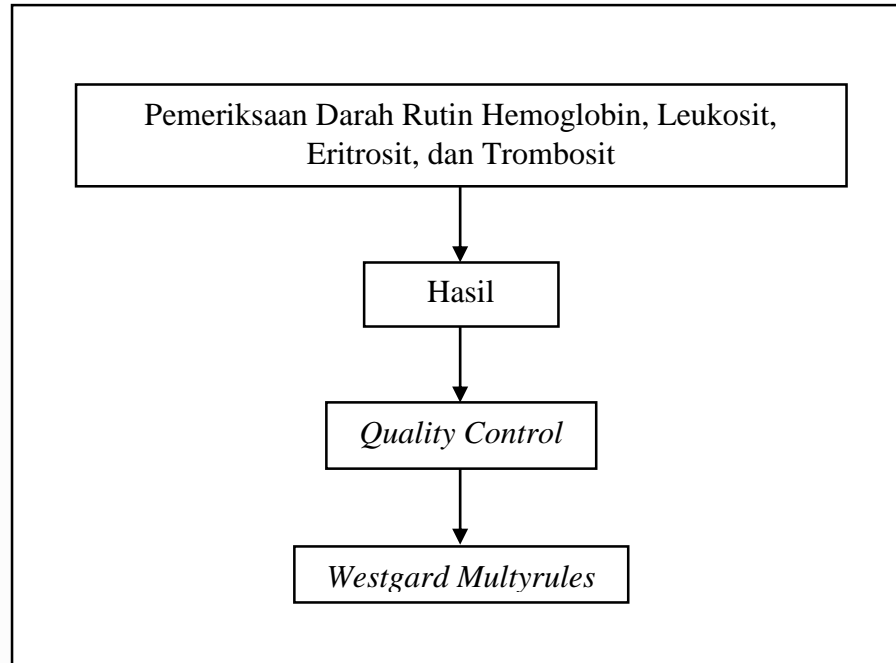 Pemeriksaan Darah Rutin Hemoglobin, Leukosit,
Eritrosit, dan Trombosit
Hasil
Quality Control
Westgard Multyrules